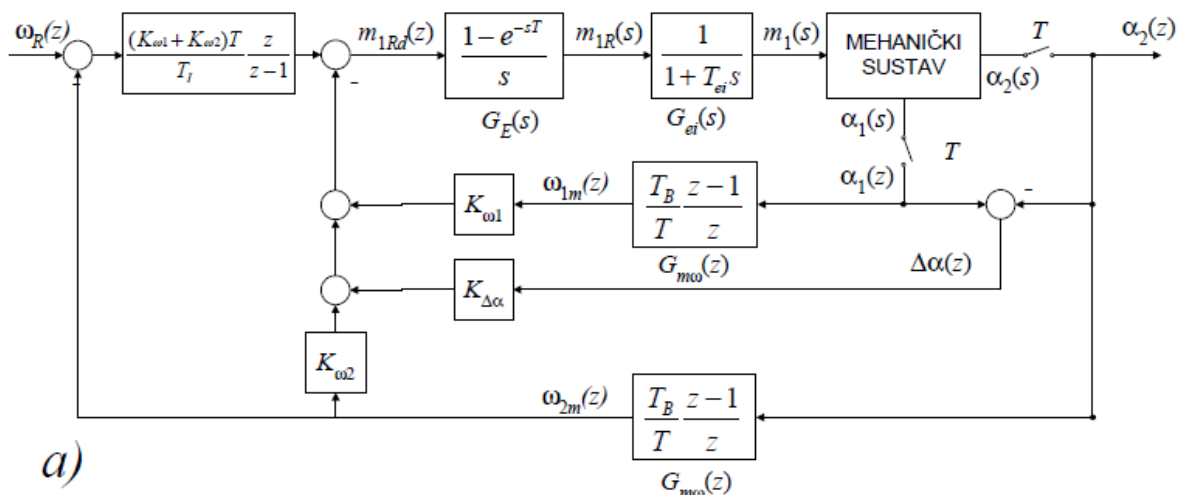 ω_R(z)
(K_ω1 + K_ω2)T / T_I z / z − 1
-
-
m_1Rd(z)
1 − e^−sT / s
G_E(s)
m_1R(s)
1 / 1 + T_ei s
G_ei(s)
m_1(s)
MEHANIČKI
SUSTAV
T
α_2(s)
α_2(z)
α_1(s)
T
α_1(z)
-
ω_1m(z)
K_ω1
T_B / T z − 1 / z
G_mω(z)
Δα(z)
K_Δα
K_ω2
ω_2m(z)
T_B / T z − 1 / z
G_mω(z)
a)